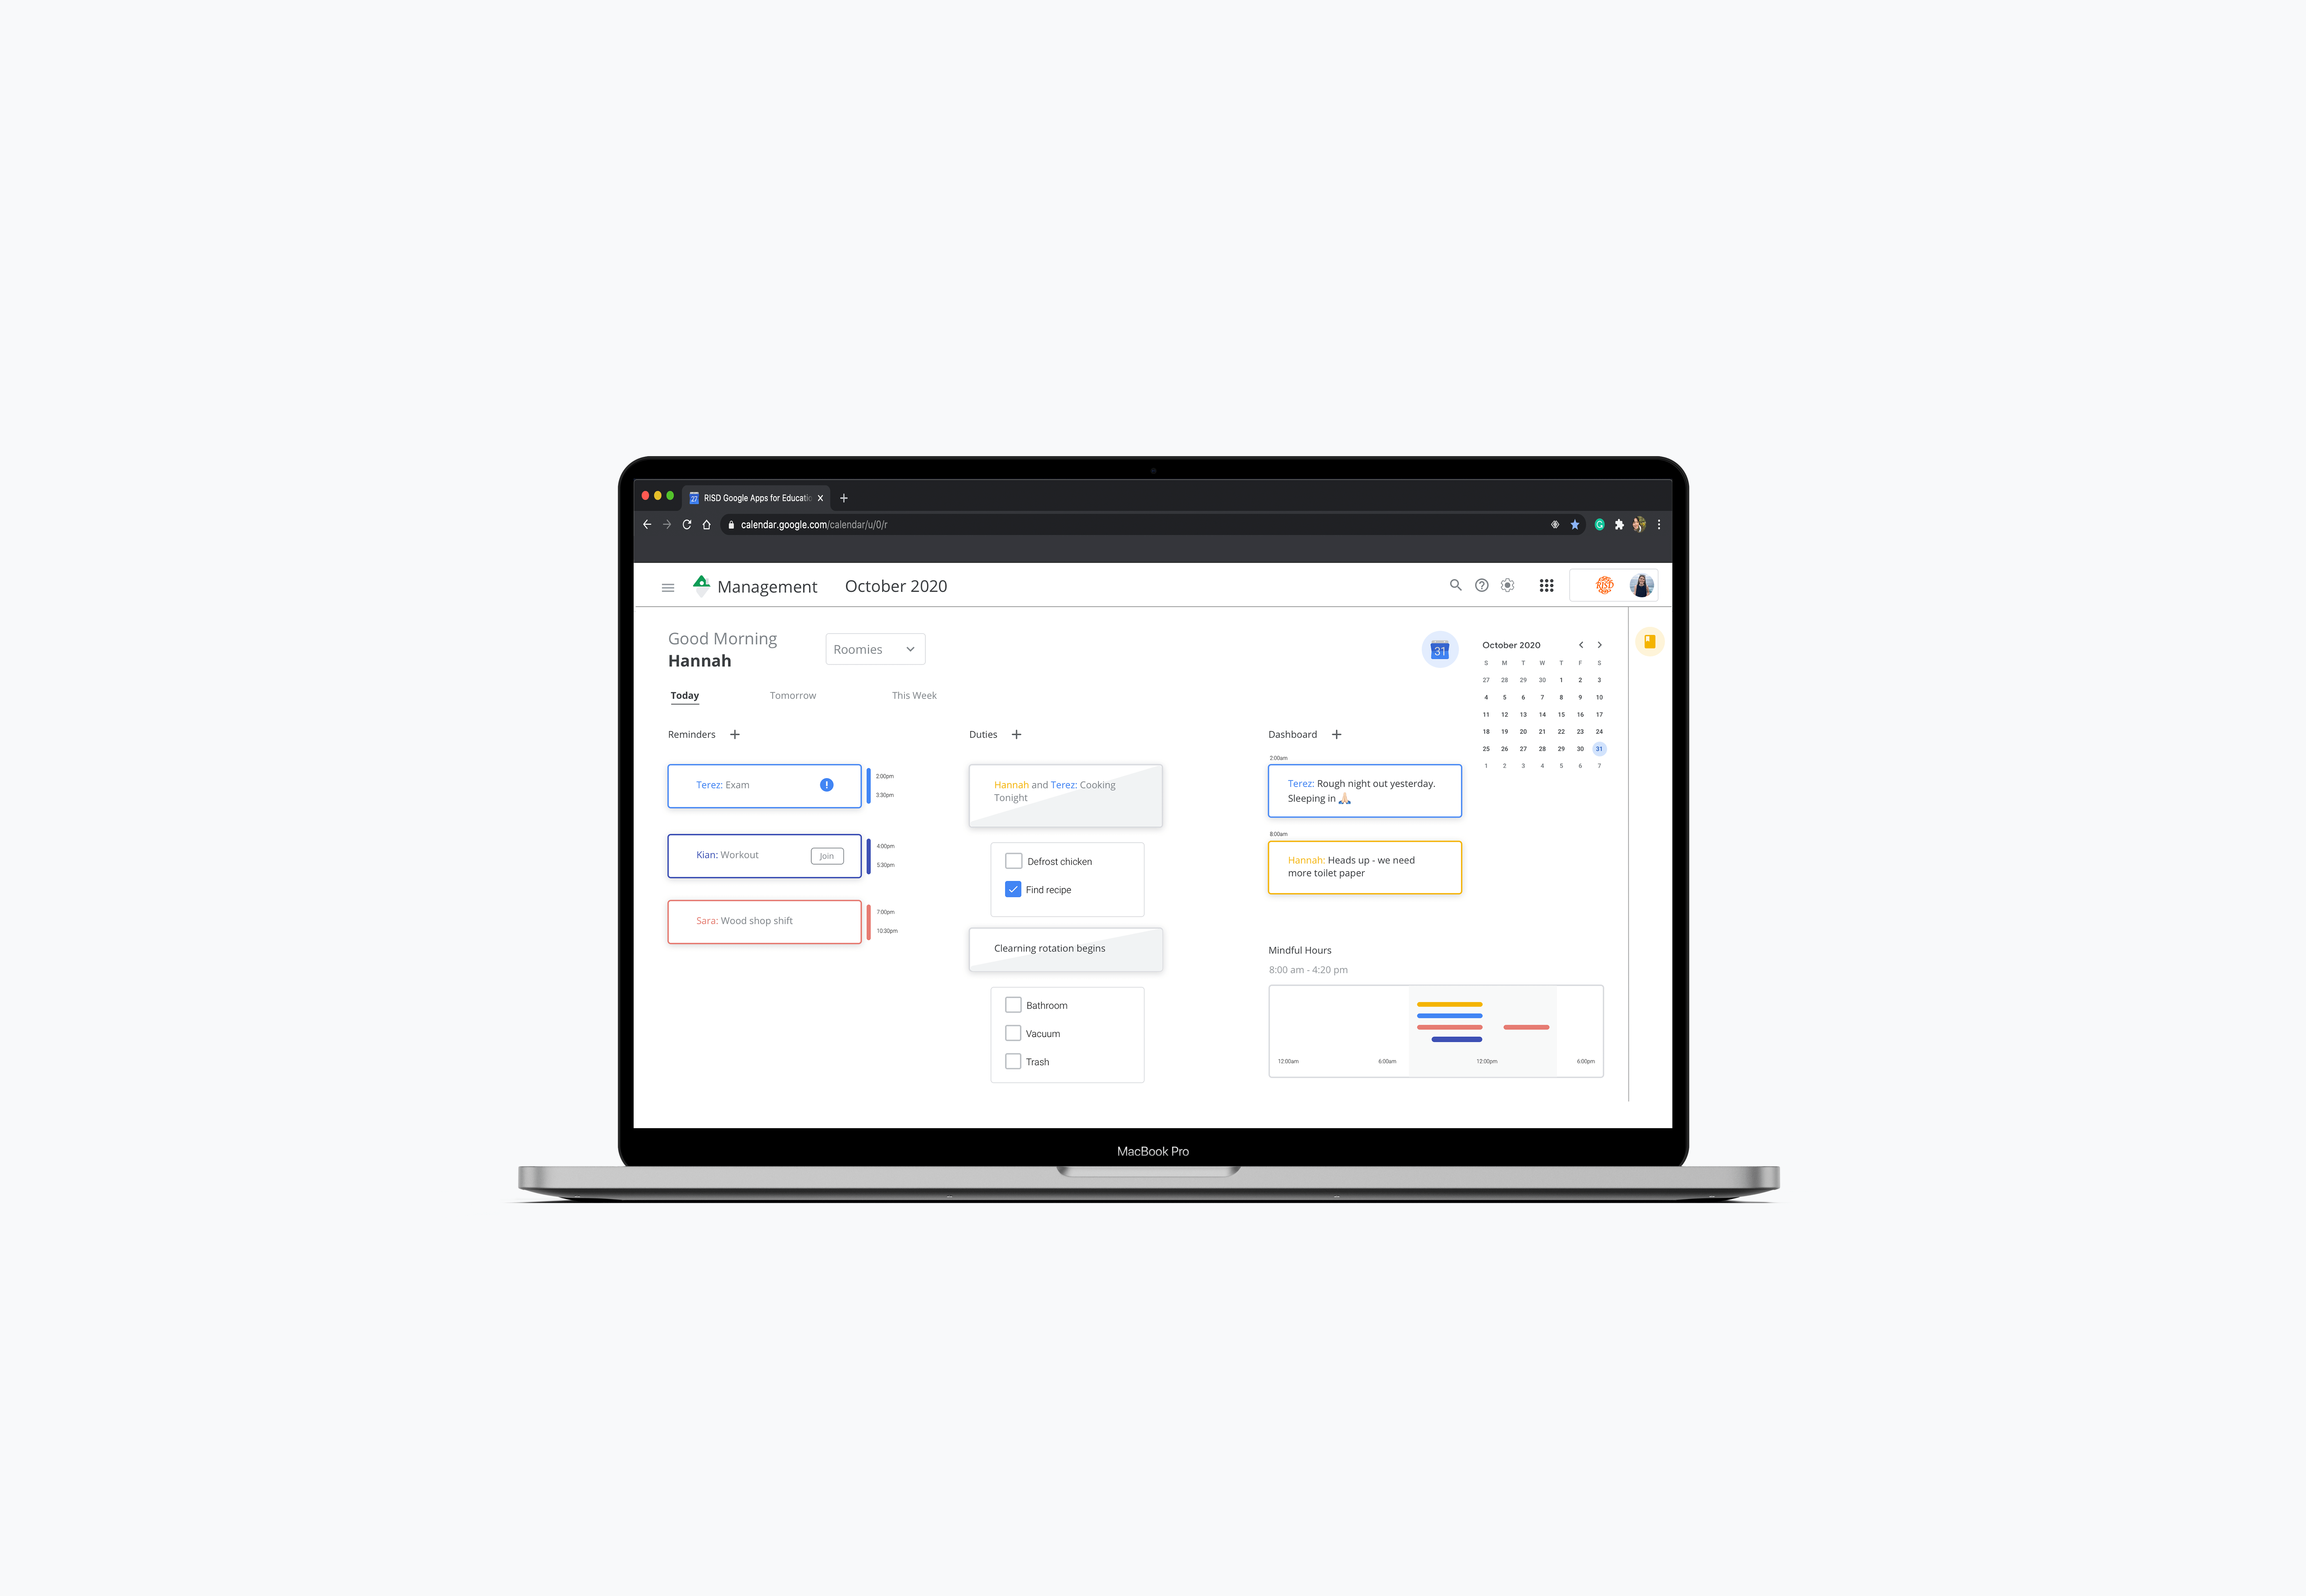 RISD Google Apps for Educatio
calendar.google.com/calendar/u/0/r
Management
October 2020
RISD
Good Morning
Hannah
Roomies
31
Today
Tomorrow
This Week
October 2020
S M T W T F S
27 28 29 30 1 2 3
4 5 6 7 8 9 10
11 12 13 14 15 16 17
18 19 20 21 22 23 24
25 26 27 28 29 30 31
1 2 3 4 5 6 7
Reminders
Terez: Exam
2:00pm
3:30pm
Kian: Workout
Join
4:00pm
5:30pm
Sara: Wood shop shift
7:00pm
10:30pm
Duties
Hannah and Terez: Cooking
Tonight
Defrost chicken
Find recipe
Clearning rotation begins
Bathroom
Vacuum
Trash
Dashboard
2:00am
Terez: Rough night out yesterday.
Sleeping in 🙏🏻
8:00am
Hannah: Heads up - we need
more toilet paper
Mindful Hours
8:00 am - 4:20 pm
12:00am 6:00am 12:00pm 6:00pm
MacBook Pro